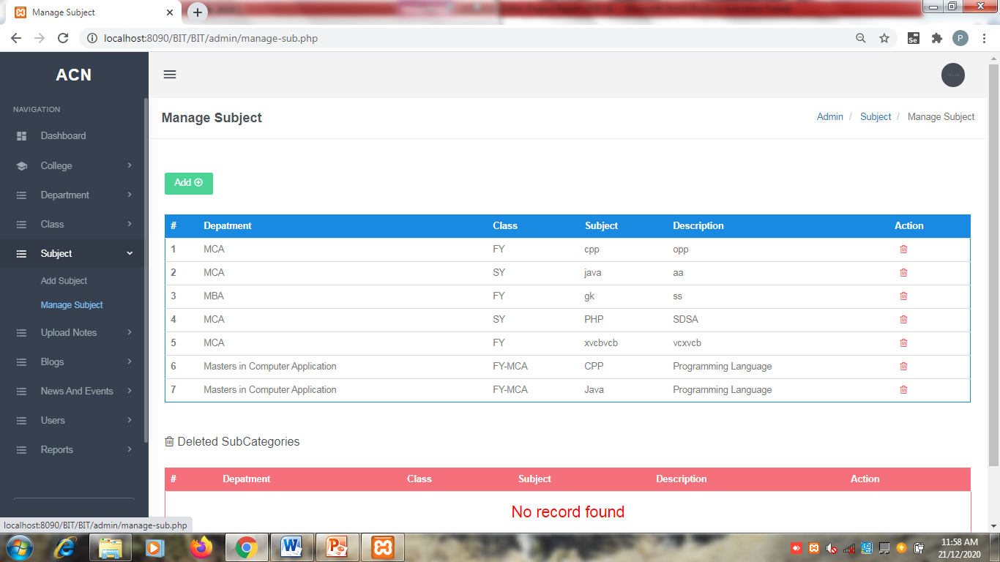 Manage Subject
localhost:8090/BIT/BIT/admin/manage-sub.php
Se
P
ACN
NAVIGATION
Dashboard
College
Department
Class
Subject
Add Subject
Manage Subject
Upload Notes
Blogs
News And Events
Users
Reports
Manage Subject
Admin / Subject / Manage Subject
Add
# Depatment Class Subject Description Action
1 MCA FY cpp opp
2 MCA SY java aa
3 MBA FY gk ss
4 MCA SY PHP SDSA
5 MCA FY xvcbvcb vcxvcb
6 Masters in Computer Application FY-MCA CPP Programming Language
7 Masters in Computer Application FY-MCA Java Programming Language
Deleted SubCategories
# Depatment Class Subject Description Action
No record found
localhost:8090/BIT/BIT/admin/manage-sub.php
11:58 AM
21/12/2020